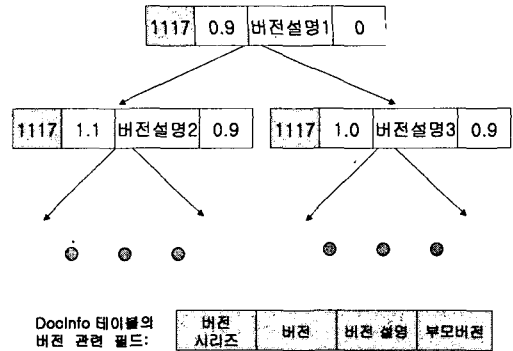 1117 0.9 버전설명1 0
1117 1.1 버전설명2 0.9 1117 1.0 버전설명3 0.9
DocInfo 테이블의
버전 관련 필드:
버전
시리즈
버전
버전 설명
부모버전